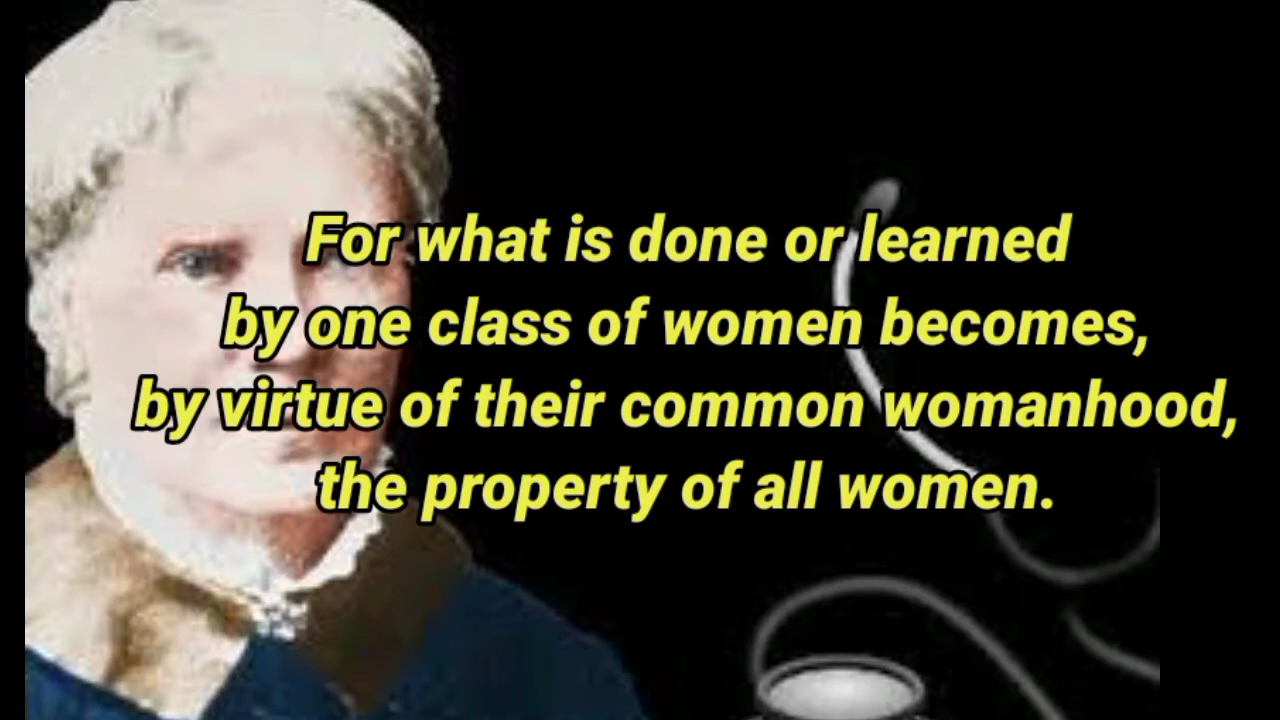 For what is done or learned
by one class of women becomes,
by virtue of their common womanhood,
the property of all women.